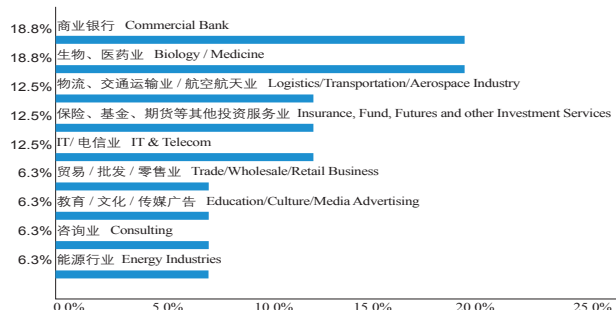 18.8% 商业银行 Commercial Bank
18.8% 生物、医药业 Biology / Medicine
12.5% 物流、交通运输业 / 航空航天业 Logistics/Transportation/Aerospace Industry
12.5% 保险、基金、期货等其他投资服务业 Insurance, Fund, Futures and other Investment Services
12.5% IT/ 电信业 IT & Telecom
6.3% 贸易 / 批发 / 零售业 Trade/Wholesale/Retail Business
6.3% 教育 / 文化 / 传媒广告 Education/Culture/Media Advertising
6.3% 咨询业 Consulting
6.3% 能源行业 Energy Industries
0.0% 5.0% 10.0% 15.0% 20.0% 25.0%